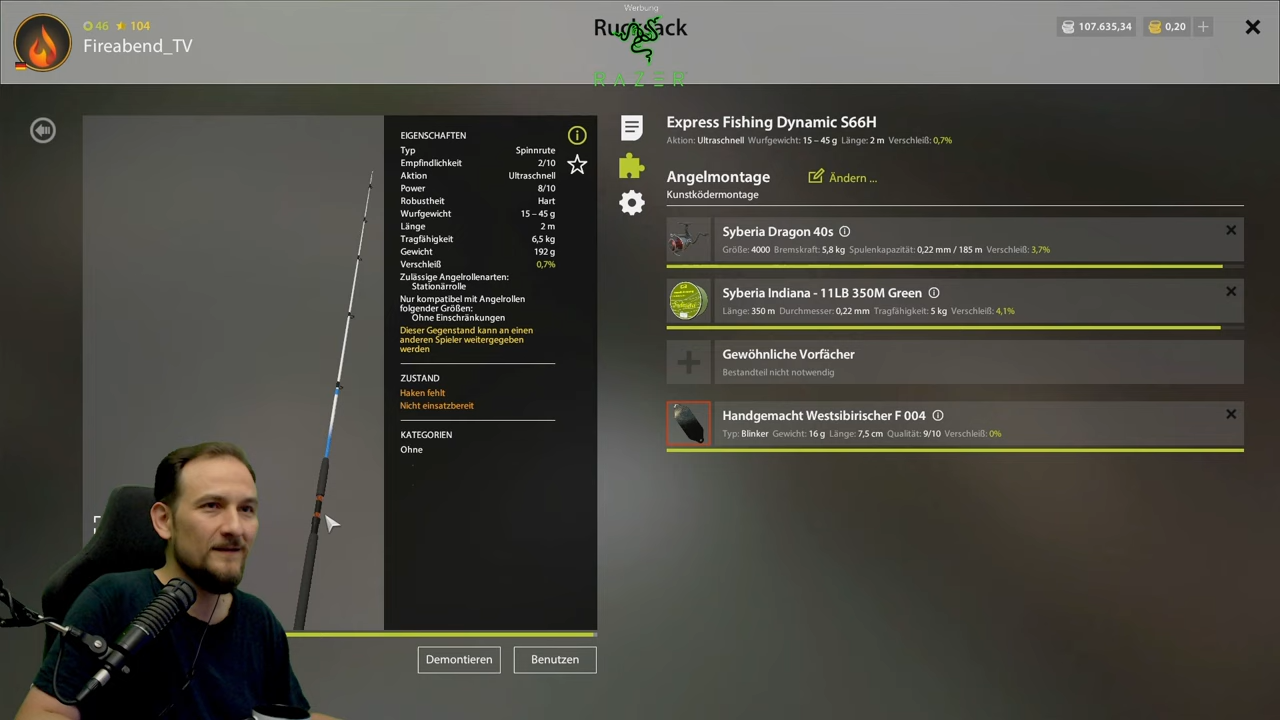 Werbung
46 104
Fireabend_TV
Rucksack
RAZER
107.635,34
0,20
EIGENSCHAFTEN
Typ Spinnrute
Empfindlichkeit 2/10
Aktion Ultraschnell
Power 8/10
Robustheit Hart
Wurfgewicht 15 – 45 g
Länge 2 m
Tragfähigkeit 6,5 kg
Gewicht 192 g
Verschleiß 0,7%
Zulässige Angelrollenarten:
Stationärrolle
Nur kompatibel mit Angelrollen
folgender Größen:
Ohne Einschränkungen
Dieser Gegenstand kann an einen
anderen Spieler weitergegeben
werden
ZUSTAND
Haken fehlt
Nicht einsatzbereit
KATEGORIEN
Ohne
Demontieren
Benutzen
Express Fishing Dynamic S66H
Aktion: Ultraschnell Wurfgewicht: 15 – 45 g Länge: 2 m Verschleiß: 0,7%
Angelmontage
Ändern ...
Kunstködermontage
Syberia Dragon 40s
Größe: 4000 Bremskraft: 5,8 kg Spulenkapazität: 0,22 mm / 185 m Verschleiß: 3,7%
Syberia Indiana - 11LB 350M Green
Länge: 350 m Durchmesser: 0,22 mm Tragfähigkeit: 5 kg Verschleiß: 4,1%
Gewöhnliche Vorfächer
Bestandteil nicht notwendig
Handgemacht Westsibirischer F 004
Typ: Blinker Gewicht: 16 g Länge: 7,5 cm Qualität: 9/10 Verschleiß: 0%